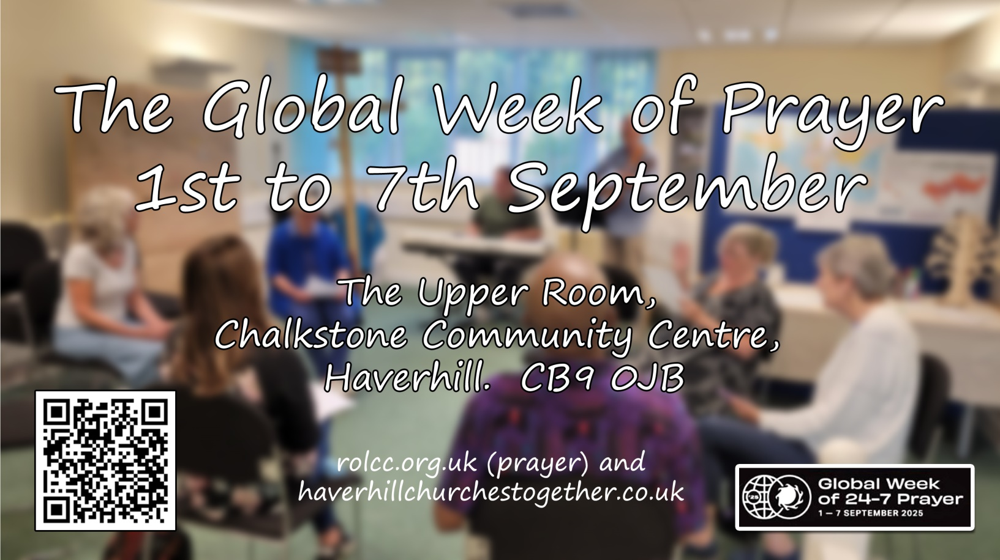 The Global Week of Prayer
1st to 7th September
The Upper Room,
Chalkstone Community Centre,
Haverhill. CB9 0JB
rolcc.org.uk (prayer) and
haverhillchurchestogether.co.uk
'25
Global Week
of 24-7 Prayer
1 — 7 SEPTEMBER 2025